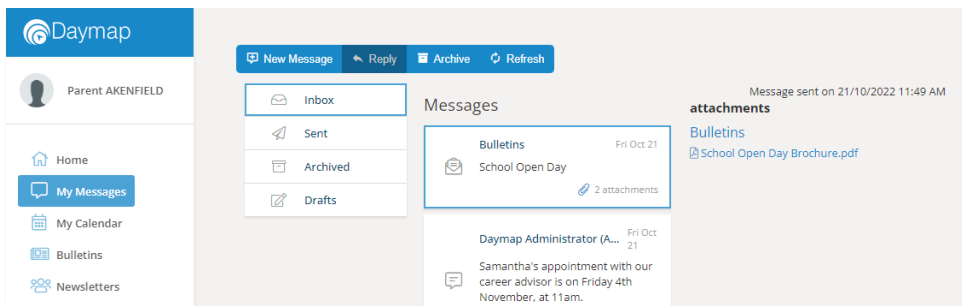 Daymap
Parent AKENFIELD
Home
My Messages
My Calendar
Bulletins
Newsletters
New Message Reply Archive Refresh
Inbox
Sent
Archived
Drafts
Messages
Bulletins Fri Oct 21
School Open Day
2 attachments
Daymap Administrator (A... Fri Oct
21
Samantha's appointment with our
career advisor is on Friday 4th
November, at 11am.
Message sent on 21/10/2022 11:49 AM
attachments
Bulletins
School Open Day Brochure.pdf